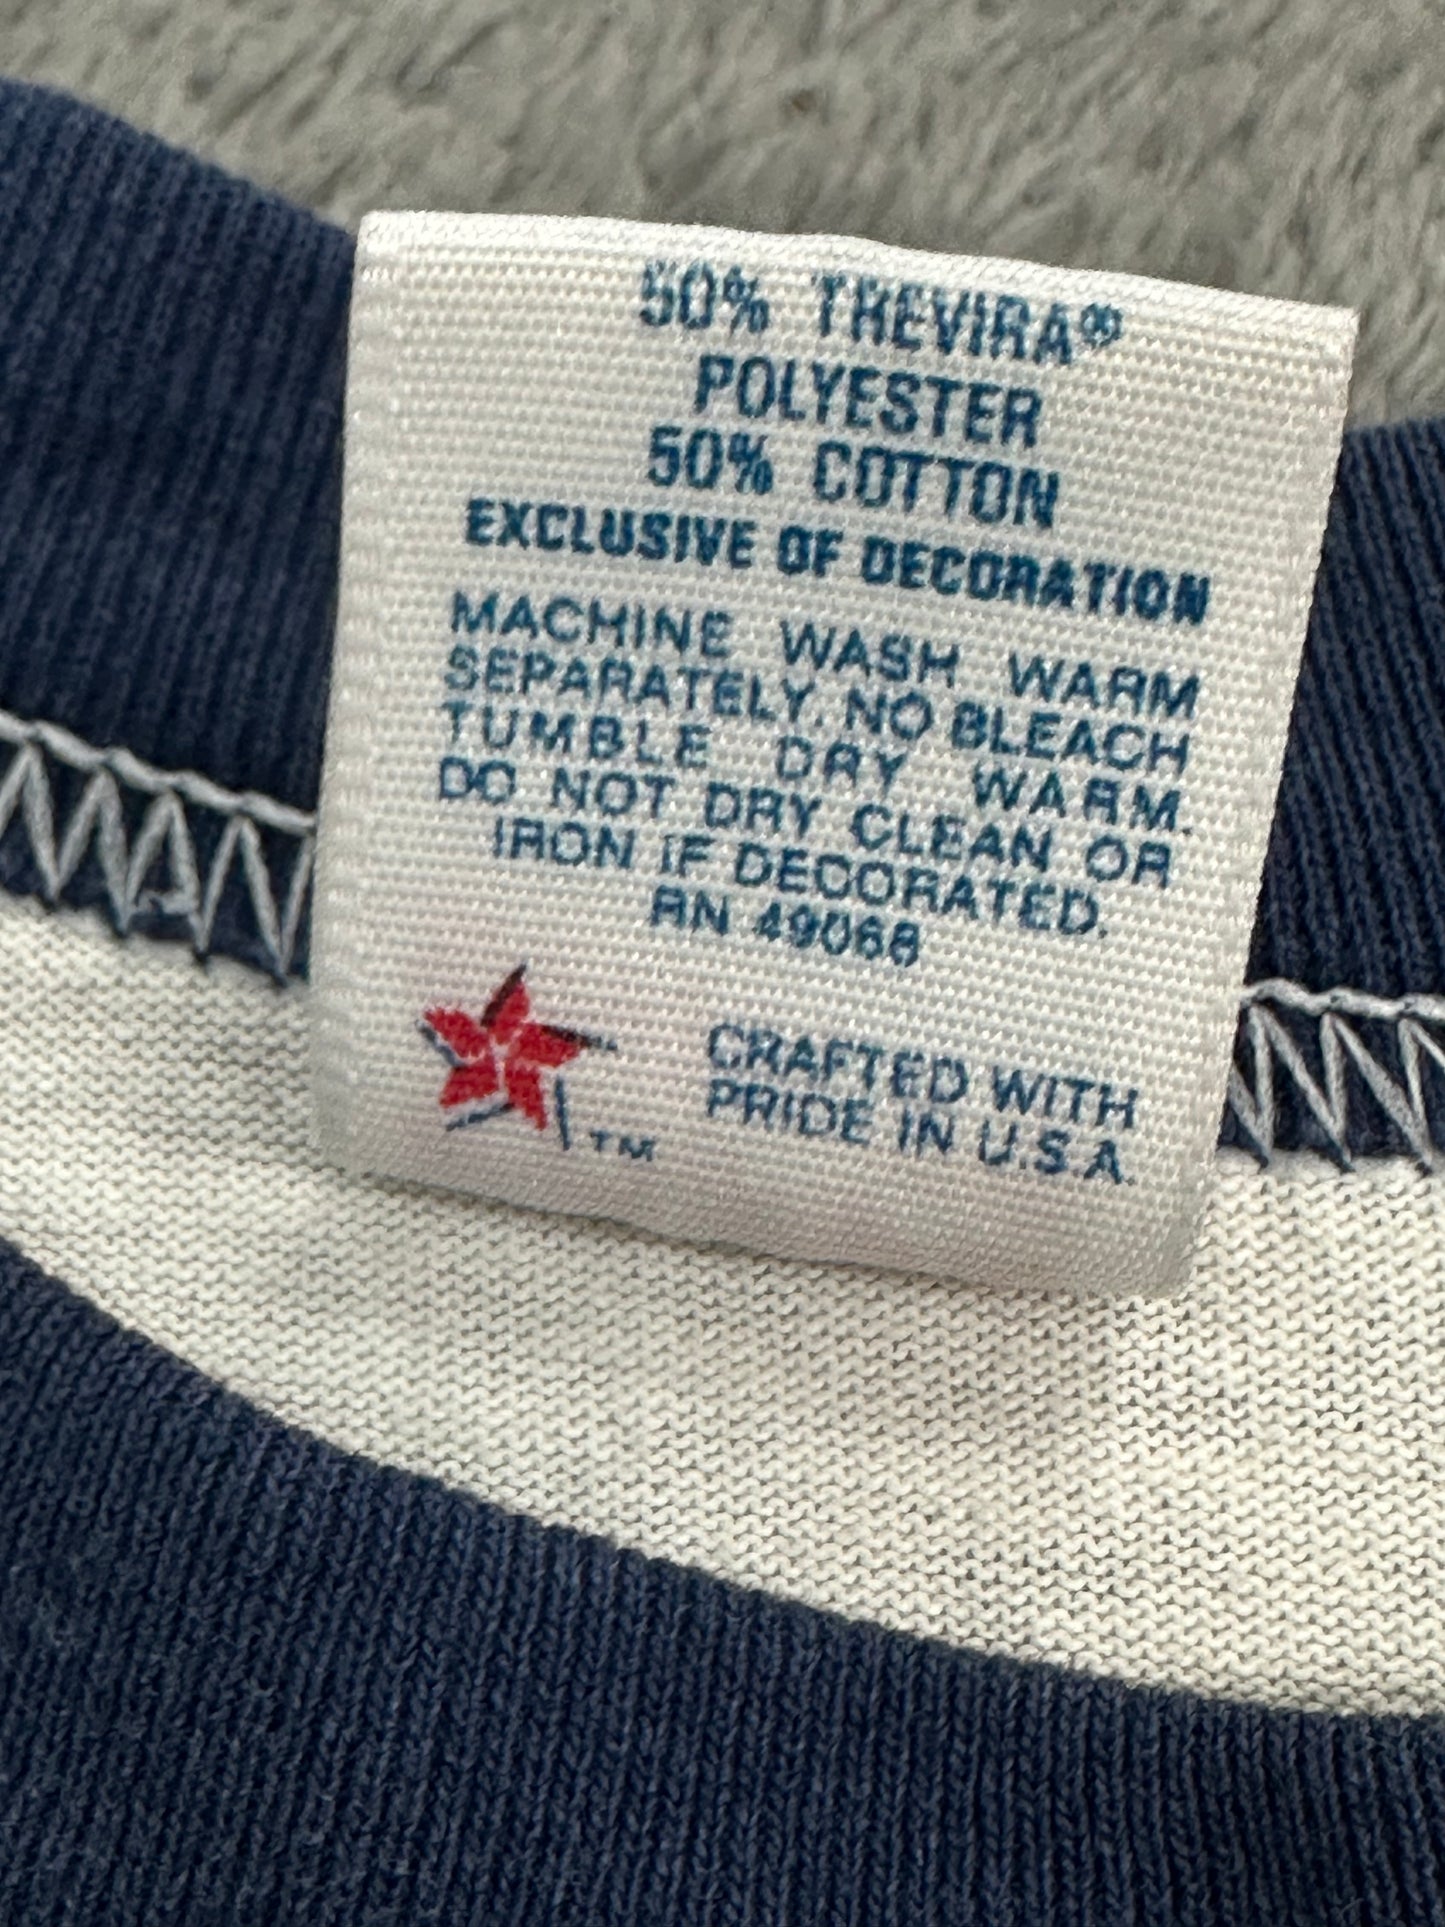 50% TREVIRA®
POLYESTER
50% COTTON
EXCLUSIVE OF DECORATION
MACHINE WASH WARM
SEPARATELY. NO BLEACH
TUMBLE DRY WARM.
DO NOT DRY CLEAN OR
IRON IF DECORATED.
RN 49068
CRAFTED WITH
PRIDE IN U.S.A.
TM